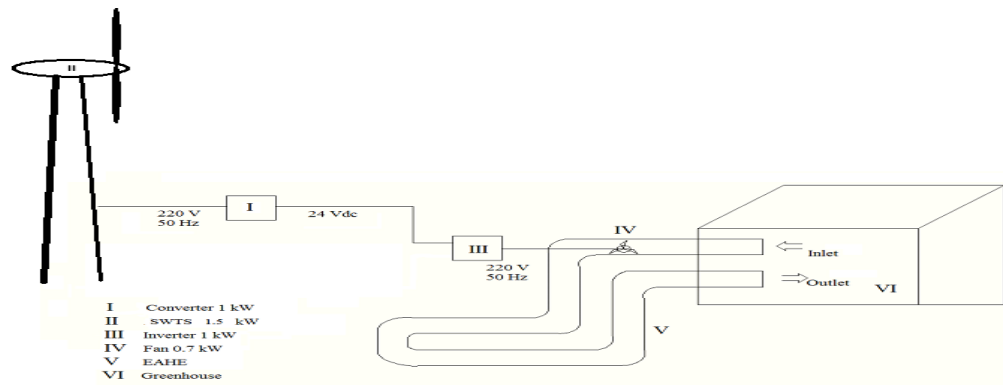 II
220 V
50 Hz
I
24 Vdc
III
220 V
50 Hz
IV
Inlet
Outlet
VI
V
I Converter 1 kW
II . SWTS 1.5 kW
III Inverter 1 kW
IV Fan 0.7 kW
V EAHE
VI Greenhouse